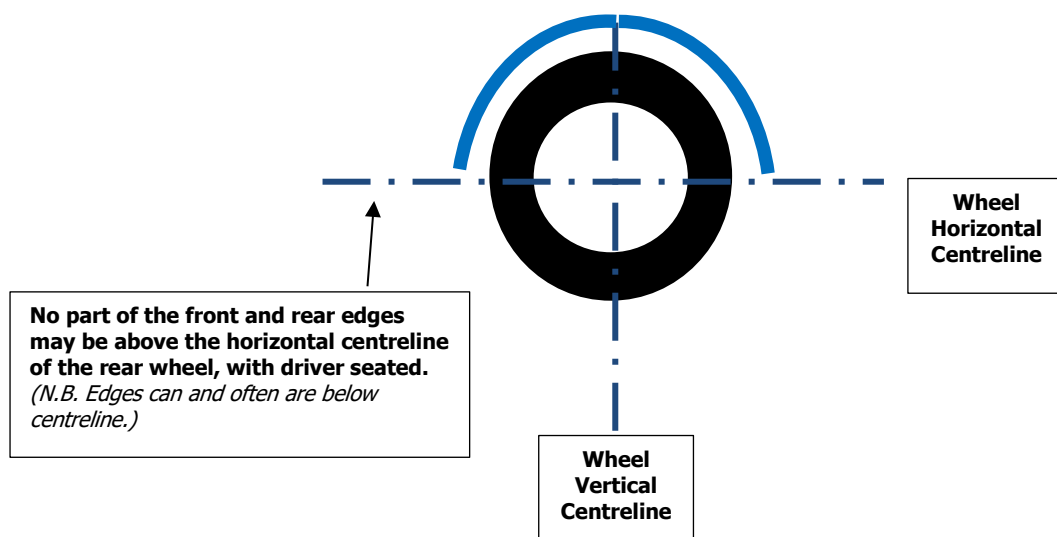 Wheel
Horizontal
Centreline
No part of the front and rear edges
may be above the horizontal centreline
of the rear wheel, with driver seated.
(N.B. Edges can and often are below
centreline.)
Wheel
Vertical
Centreline